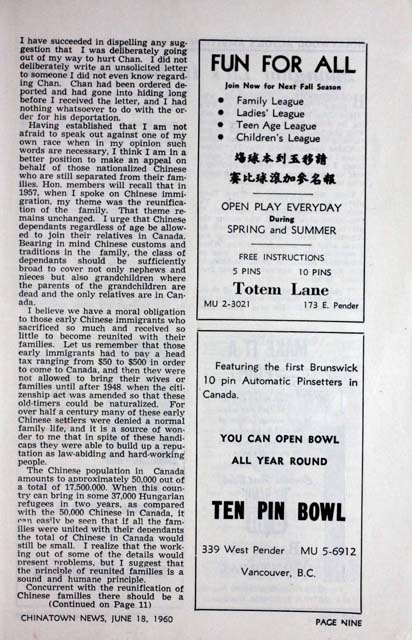 I have succeeded in dispelling any sug-
gestion that I was deliberately going
out of my way to hurt Chan. I did not
deliberately write an unsolicited letter
to someone I did not even know regard-
ing Chan. Chan had been ordered de-
ported and had gone into hiding long
before I received the letter, and I had
nothing whatsoever to do with the or-
der for his deportation.
Having established that I am not
afraid to speak out against one of my
own race when in my opinion such
words are necessary, I think I am in a
better position to make an appeal on
behalf of those nationalized Chinese
who are still separated from their fam-
ilies. Hon. members will recall that in
1957, when I spoke on Chinese immi-
gration, my theme was the reunifica-
tion of the family. That theme re-
mains unchanged. I urge that Chinese
dependants regardless of age be allow-
ed to join their relatives in Canada.
Bearing in mind Chinese customs and
traditions in the family, the class of
dependants should be sufficiently
broad to cover not only nephews and
nieces but also grandchildren where
the parents of the grandchildren are
dead and the only relatives are in Can-
ada.
I believe we have a moral obligation
to those early Chinese immigrants who
sacrificed so much and received so
little to become reunited with their
families. Let us remember that those
early immigrants had to pay a head
tax ranging from $50 to $500 in order
to come to Canada, and then they were
not allowed to bring their wives or
families until after 1948, when the citi-
zenship act was amended so that these
old-timers could be naturalized. For
over half a century many of these early
Chinese settlers were denied a normal
family life, and it is a source of won-
der to me that in spite of these handi-
caps they were able to build up a repu-
tation as law-abiding and hard-working
people.
The Chinese population in Canada
amounts to approximately 50,000 out of
a total of 17,500,000. When this coun-
try can bring in some 37,000 Hungarian
refugees in two years, as compared
with the 50,000 Chinese in Canada, it
can easily be seen that if all the fam-
ilies were united with their dependants
the total of Chinese in Canada would
still be small. I realize that the work-
ing out of some of the details would
present problems, but I suggest that
the principle of reunited families is a
sound and humane principle.
Concurrent with the reunification of
Chinese families there should be a
(Continued on Page 11)
FUN FOR ALL
Join Now for Next Fall Season
• Family League
• Ladies' League
• Teen Age League
• Children's League
請移玉到本球場
報名參加滾球比賽
OPEN PLAY EVERYDAY
During
SPRING and SUMMER
FREE INSTRUCTIONS
5 PINS 10 PINS
Totem Lane
MU 2-3021 173 E. Pender
Featuring the first Brunswick
10 pin Automatic Pinsetters in
Canada.
YOU CAN OPEN BOWL
ALL YEAR ROUND
TEN PIN BOWL
339 West Pender MU 5-6912
Vancouver, B.C.
CHINATOWN NEWS, JUNE 18, 1960 PAGE NINE